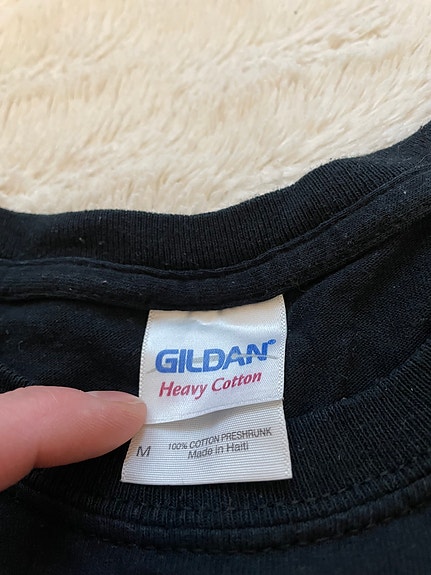 GILDAN
Heavy Cotton
M
100% COTTON PRESHRUNK
Made in Haiti